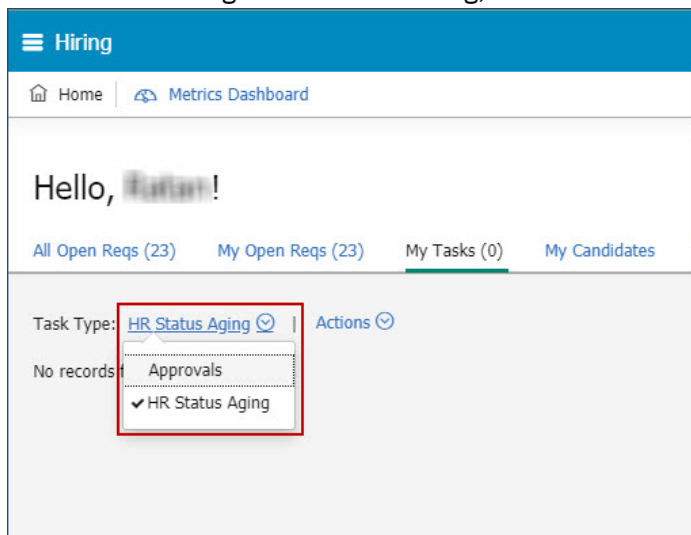 Hiring
Home Metrics Dashboard
Hello, !
All Open Reqs (23) My Open Reqs (23) My Tasks (0) My Candidates
Task Type: HR Status Aging | Actions
No records
Approvals
HR Status Aging